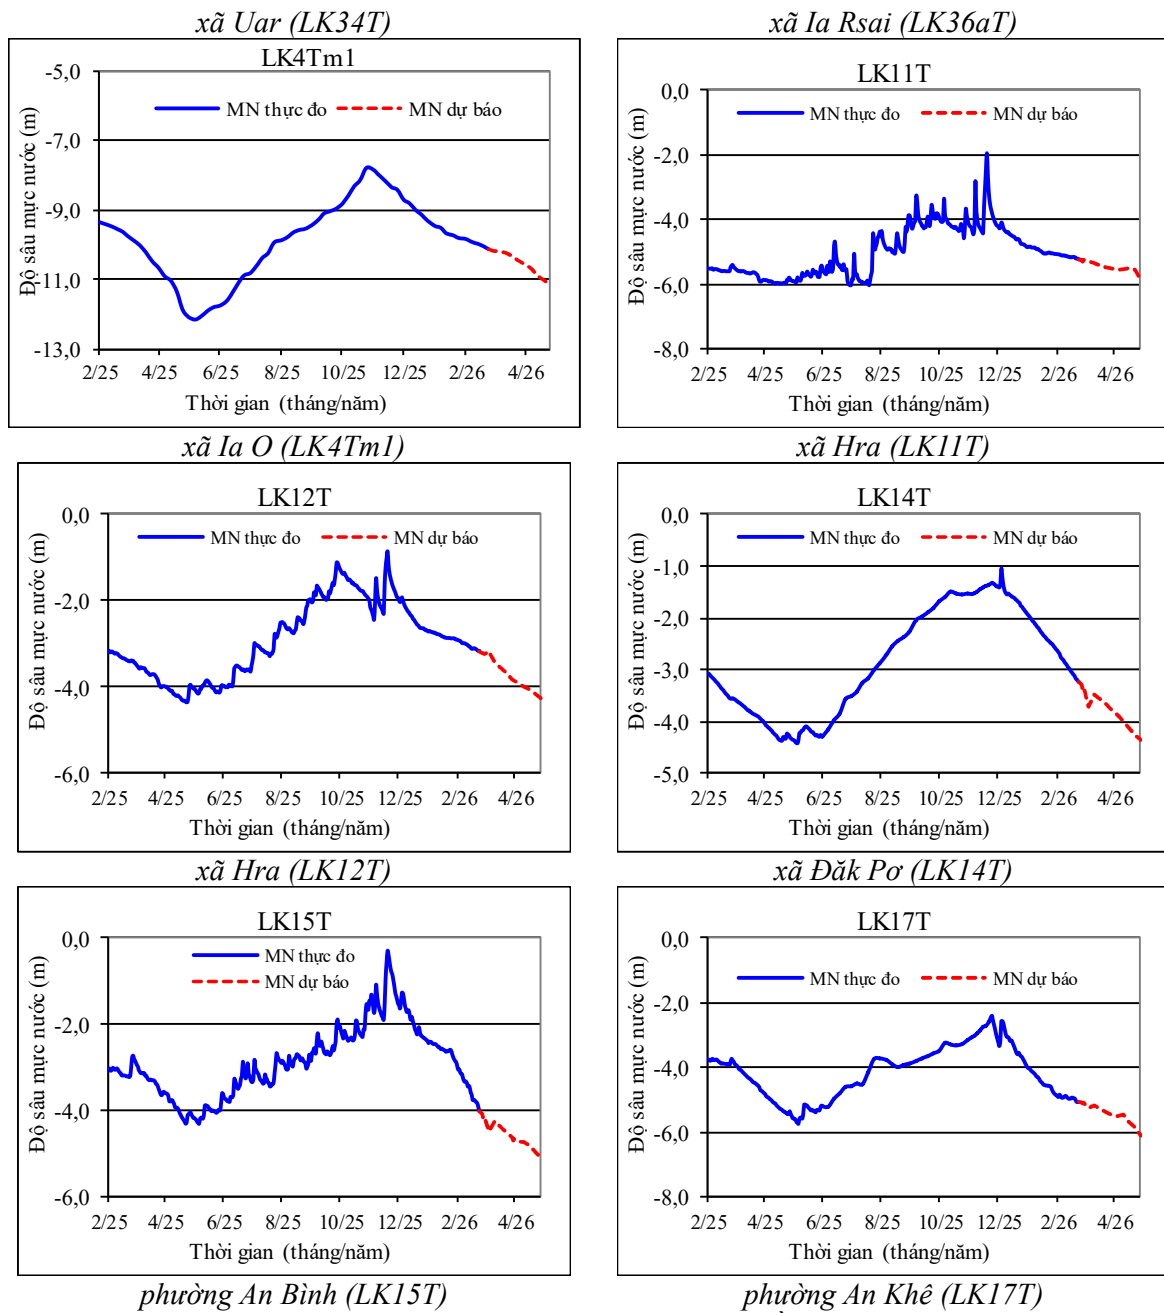 xã Uar (LK34T)
xã Ia Rsai (LK36aT)
LK4Tm1
-5,0
-7,0
-9,0
-11,0
-13,0
MN thực đo
MN dự báo
Độ sâu mực nước (m)
2/25 4/25 6/25 8/25 10/25 12/25 2/26 4/26
Thời gian (tháng/năm)
LK11T
0,0
-2,0
-4,0
-6,0
-8,0
MN thực đo
MN dự báo
Độ sâu mực nước (m)
2/25 4/25 6/25 8/25 10/25 12/25 2/26 4/26
Thời gian (tháng/năm)
xã Ia O (LK4Tm1)
xã Hra (LK11T)
LK12T
0,0
-2,0
-4,0
-6,0
MN thực đo
MN dự báo
Độ sâu mực nước (m)
2/25 4/25 6/25 8/25 10/25 12/25 2/26 4/26
Thời gian (tháng/năm)
LK14T
0,0
-1,0
-2,0
-3,0
-4,0
-5,0
MN thực đo
MN dự báo
Độ sâu mực nước (m)
2/25 4/25 6/25 8/25 10/25 12/25 2/26 4/26
Thời gian (tháng/năm)
xã Hra (LK12T)
xã Đăk Pơ (LK14T)
LK15T
0,0
-2,0
-4,0
-6,0
MN thực đo
MN dự báo
Độ sâu mực nước (m)
2/25 4/25 6/25 8/25 10/25 12/25 2/26 4/26
Thời gian (tháng/năm)
LK17T
0,0
-2,0
-4,0
-6,0
-8,0
MN thực đo
MN dự báo
Độ sâu mực nước (m)
2/25 4/25 6/25 8/25 10/25 12/25 2/26 4/26
Thời gian (tháng/năm)
phường An Bình (LK15T)
phường An Khê (LK17T)